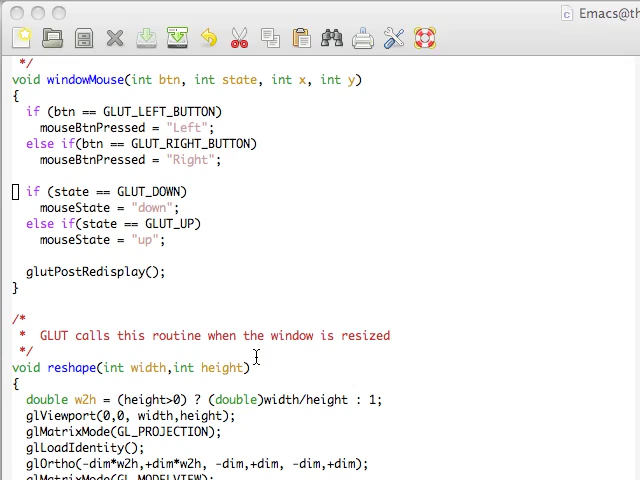 Emacs@th
*/
void windowMouse(int btn, int state, int x, int y)
{
if (btn == GLUT_LEFT_BUTTON)
mouseBtnPressed = "Left";
else if(btn == GLUT_RIGHT_BUTTON)
mouseBtnPressed = "Right";
if (state == GLUT_DOWN)
mouseState = "down";
else if(state == GLUT_UP)
mouseState = "up";
glutPostRedisplay();
}
/*
* GLUT calls this routine when the window is resized
*/
void reshape(int width,int height)
{
double w2h = (height>0) ? (double)width/height : 1;
glViewport(0,0, width,height);
glMatrixMode(GL_PROJECTION);
glLoadIdentity();
glOrtho(-dim*w2h,+dim*w2h, -dim,+dim, -dim,+dim);
glMatrixMode(GL_MODELVIEW);